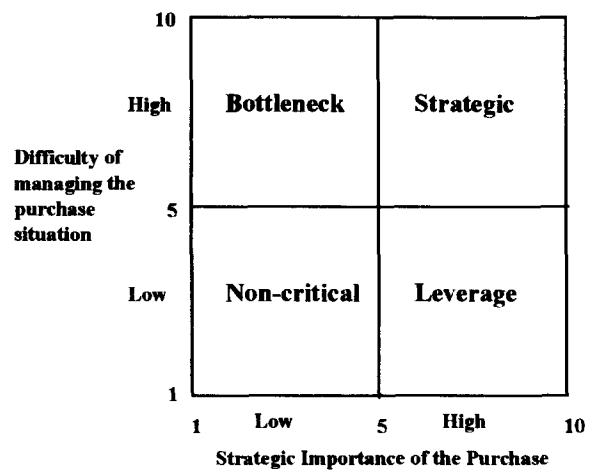 10
High
Bottleneck
Strategic
Difficulty of
managing the
purchase
situation
5
Low
Non-critical
Leverage
1
1
Low
5
High
10
Strategic Importance of the Purchase